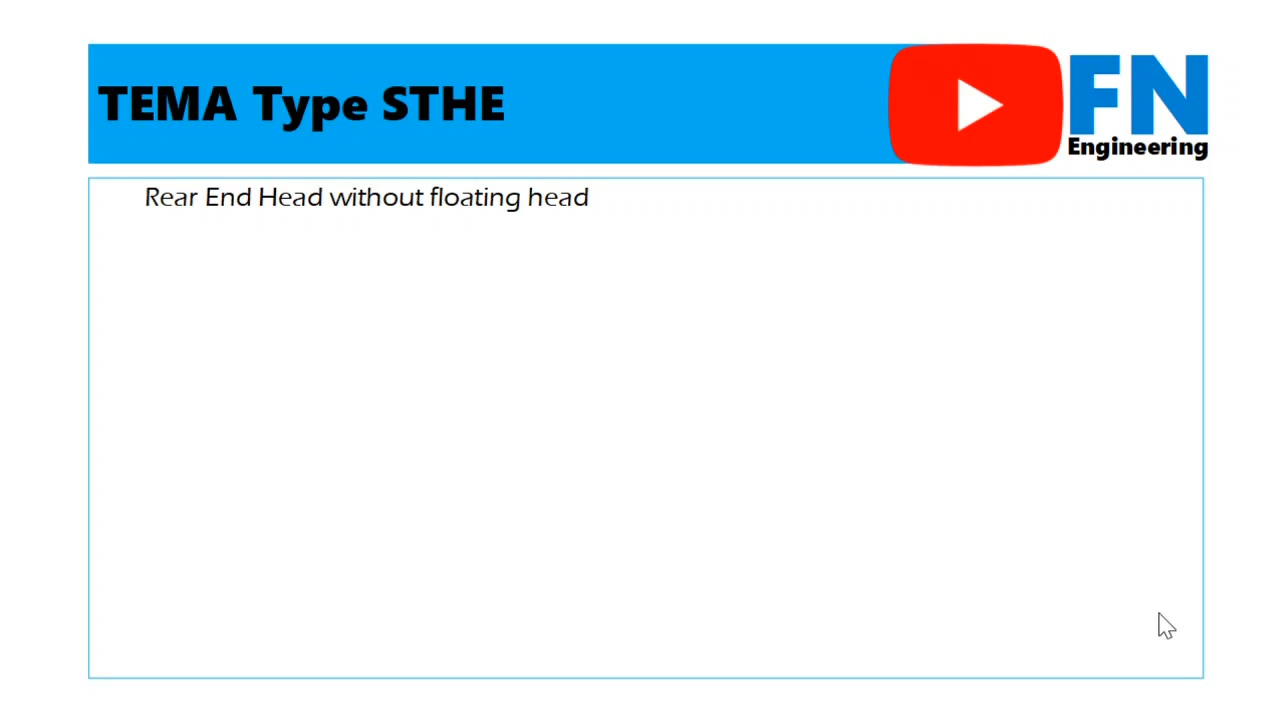 TEMA Type STHE
FN
Engineering
Rear End Head without floating head